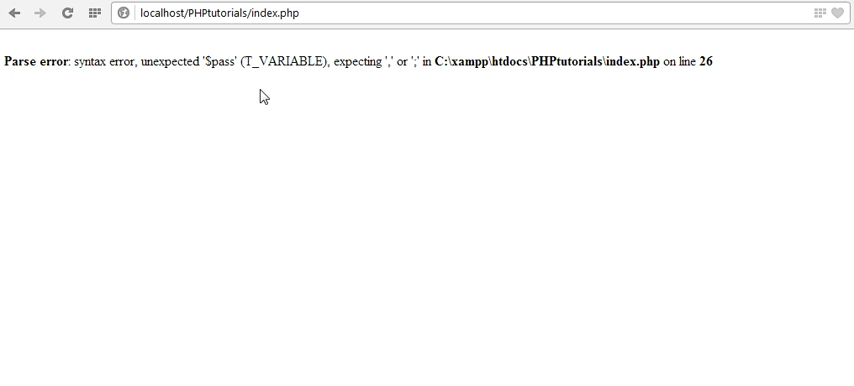 localhost/PHPtutorials/index.php
Parse error: syntax error, unexpected '$pass' (T_VARIABLE), expecting ',' or ';' in C:\xampp\htdocs\PHPtutorials\index.php on line 26